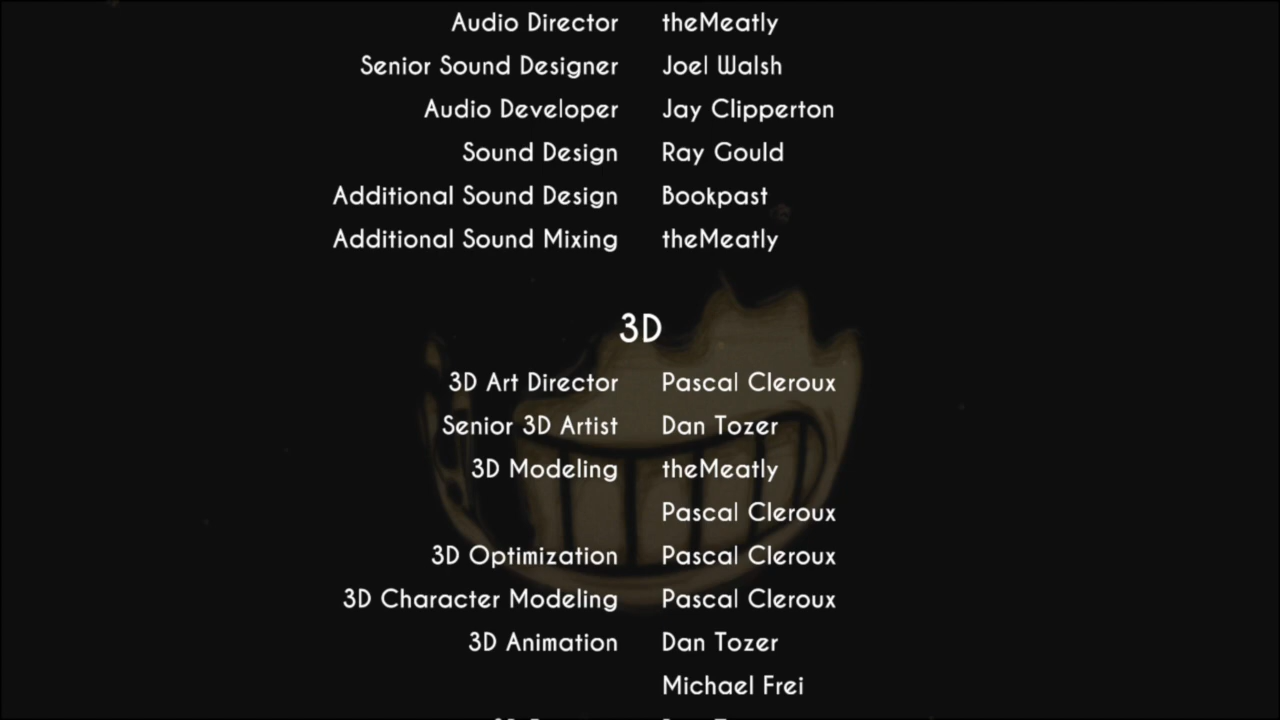 Audio Director theMeatly
Senior Sound Designer Joel Walsh
Audio Developer Jay Clipperton
Sound Design Ray Gould
Additional Sound Design Bookpast
Additional Sound Mixing theMeatly
3D
3D Art Director Pascal Cleroux
Senior 3D Artist Dan Tozer
3D Modeling theMeatly
Pascal Cleroux
3D Optimization Pascal Cleroux
3D Character Modeling Pascal Cleroux
3D Animation Dan Tozer
Michael Frei